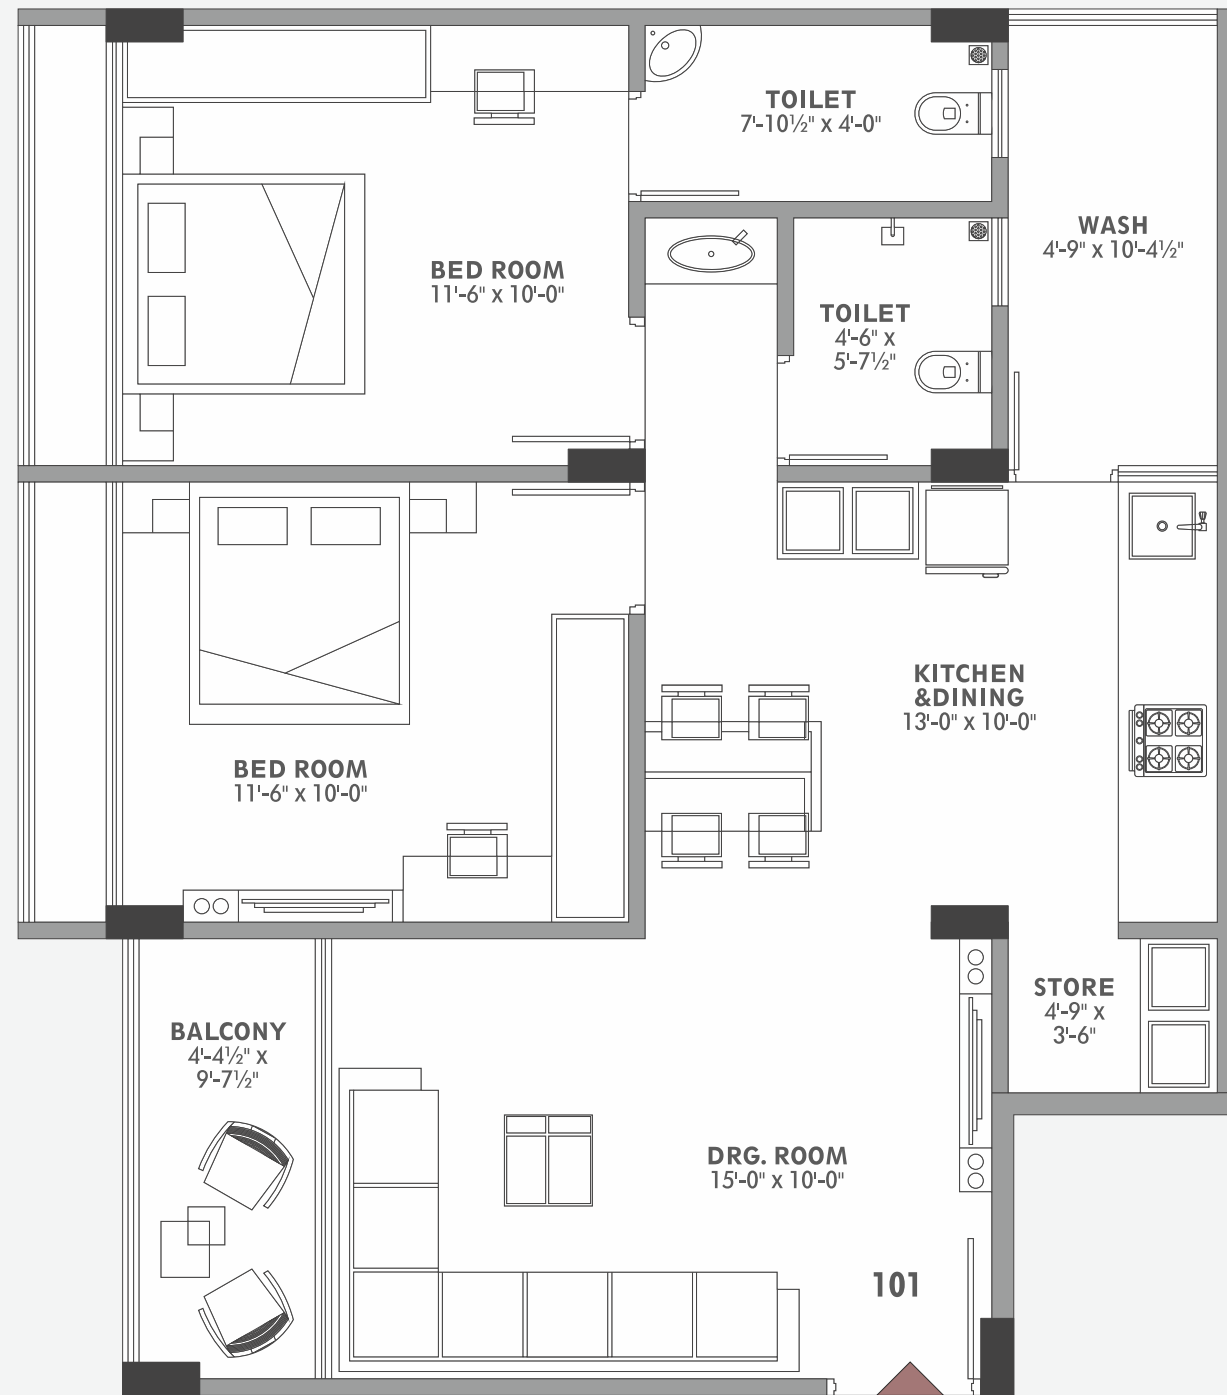 TOILET
7'-10½" x 4'-0"
WASH
4'-9" x 10'-4½"
BED ROOM
11'-6" x 10'-0"
TOILET
4'-6" x
5'-7½"
KITCHEN
&DINING
13'-0" x 10'-0"
BED ROOM
11'-6" x 10'-0"
STORE
4'-9" x
3'-6"
BALCONY
4'-4½" x
9'-7½"
DRG. ROOM
15'-0" x 10'-0"
101